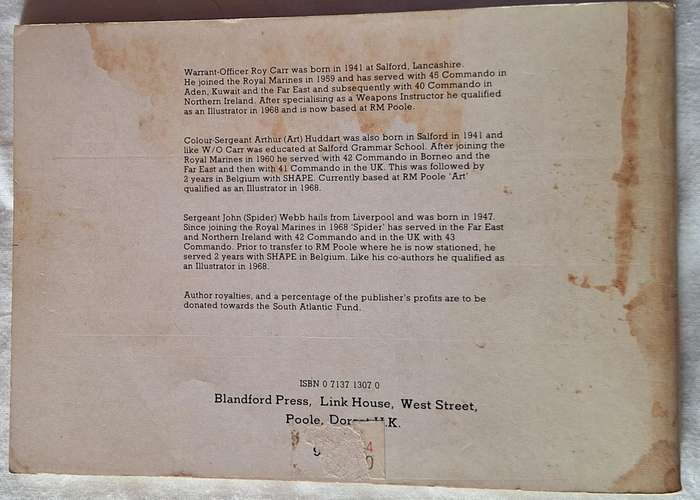 Warrant-Officer Roy Carr was born in 1941 at Salford, Lancashire.
He joined the Royal Marines in 1959 and has served with 45 Commando in
Aden, Kuwait and the Far East and subsequently with 40 Commando in
Northern Ireland. After specialising as a Weapons Instructor he qualified
as an Illustrator in 1968 and is now based at RM Poole.
Colour-Sergeant Arthur (Art) Huddart was also born in Salford in 1941 and
like W/O Carr was educated at Salford Grammar School. After joining the
Royal Marines in 1960 he served with 42 Commando in Borneo and the
Far East and then with 41 Commando in the UK. This was followed by
2 years in Belgium with SHAPE. Currently based at RM Poole 'Art'
qualified as an Illustrator in 1968.
Sergeant John (Spider) Webb hails from Liverpool and was born in 1947.
Since joining the Royal Marines in 1968 'Spider' has served in the Far East
and Northern Ireland with 42 Commando and in the UK with 43
Commando. Prior to transfer to RM Poole where he is now stationed, he
served 2 years with SHAPE in Belgium. Like his co-authors he qualified as
an Illustrator in 1968.
Author royalties, and a percentage of the publisher's profits are to be
donated towards the South Atlantic Fund.
ISBN 0 7137 1307 0
Blandford Press, Link House, West Street,
Poole, Dorset U.K.